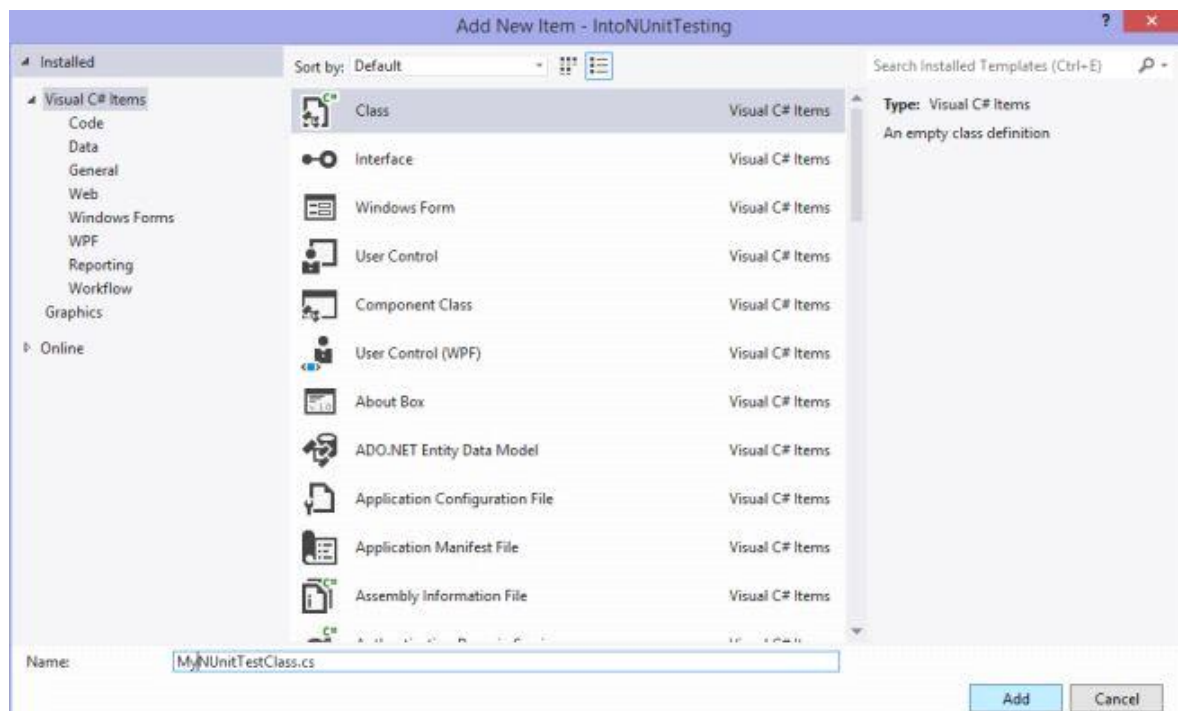 Add New Item - IntoNUnitTesting
?
Installed
Visual C# Items
Code
Data
General
Web
Windows Forms
WPF
Reporting
Workflow
Graphics
Online
Sort by: Default
Class Visual C# Items
Interface Visual C# Items
Windows Form Visual C# Items
User Control Visual C# Items
Component Class Visual C# Items
User Control (WPF) Visual C# Items
About Box Visual C# Items
ADO.NET Entity Data Model Visual C# Items
Application Configuration File Visual C# Items
Application Manifest File Visual C# Items
Assembly Information File Visual C# Items
Search Installed Templates (Ctrl+E)
Type: Visual C# Items
An empty class definition
Name: MyNUnitTestClass.cs
Add Cancel